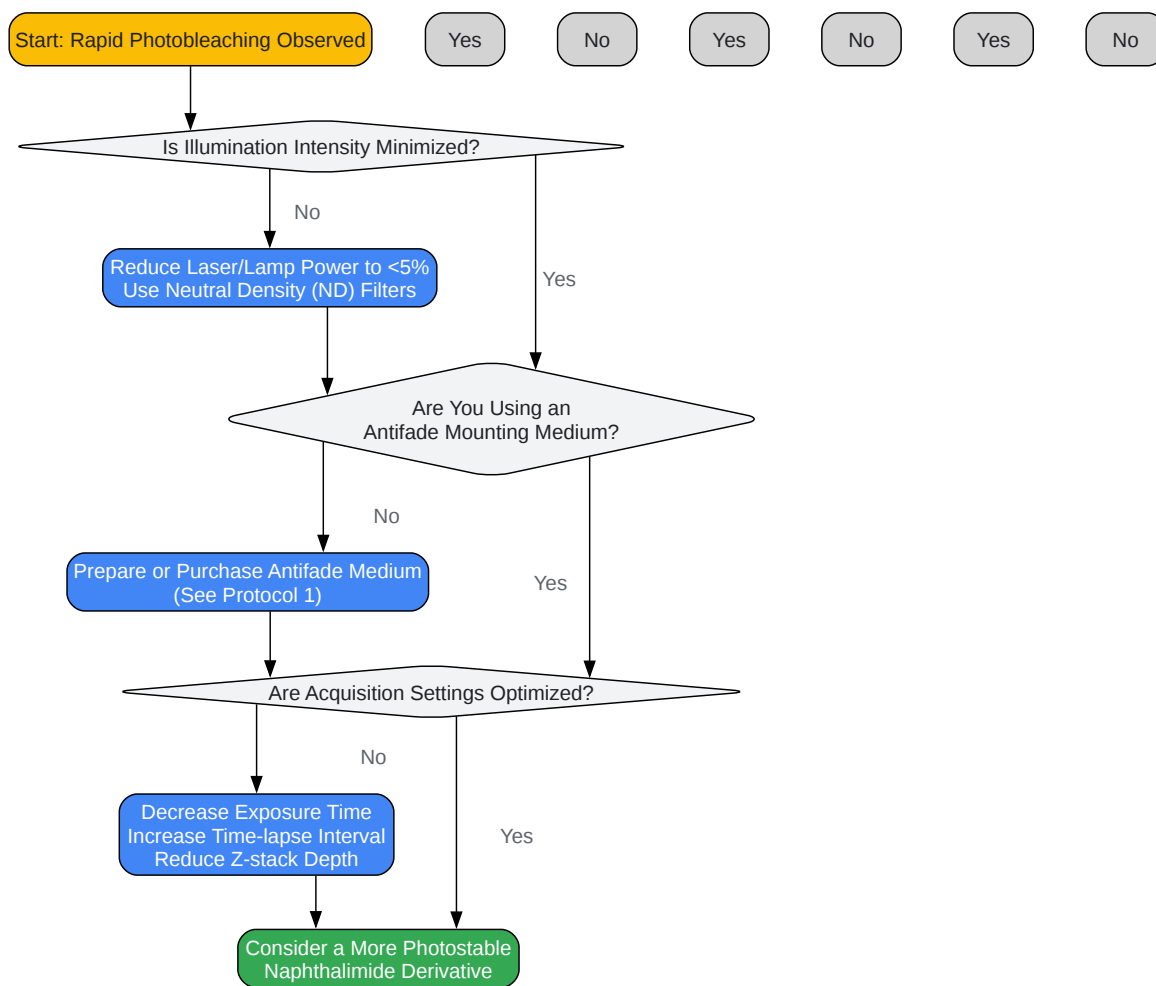 Start: Rapid Photobleaching Observed
Yes
No
Yes
No
Yes
No
Is Illumination Intensity Minimized?
No
Reduce Laser/Lamp Power to <5%
Use Neutral Density (ND) Filters
Yes
Are You Using an
Antifade Mounting Medium?
No
Prepare or Purchase Antifade Medium
(See Protocol 1)
Yes
Are Acquisition Settings Optimized?
No
Decrease Exposure Time
Increase Time-lapse Interval
Reduce Z-stack Depth
Yes
Consider a More Photostable
Naphthalimide Derivative